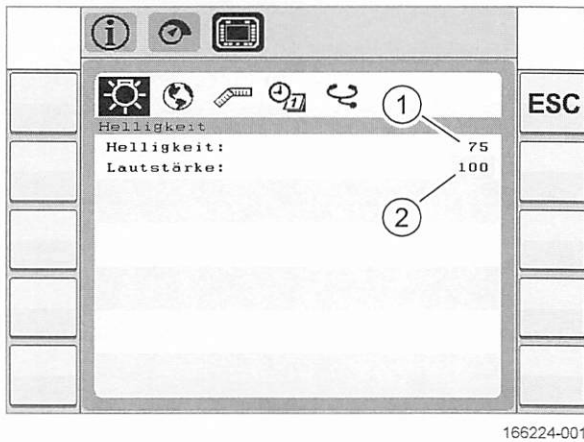 1
ESC
Helligkeit
Helligkeit: 75
Lautstärke: 100
2
166224-001